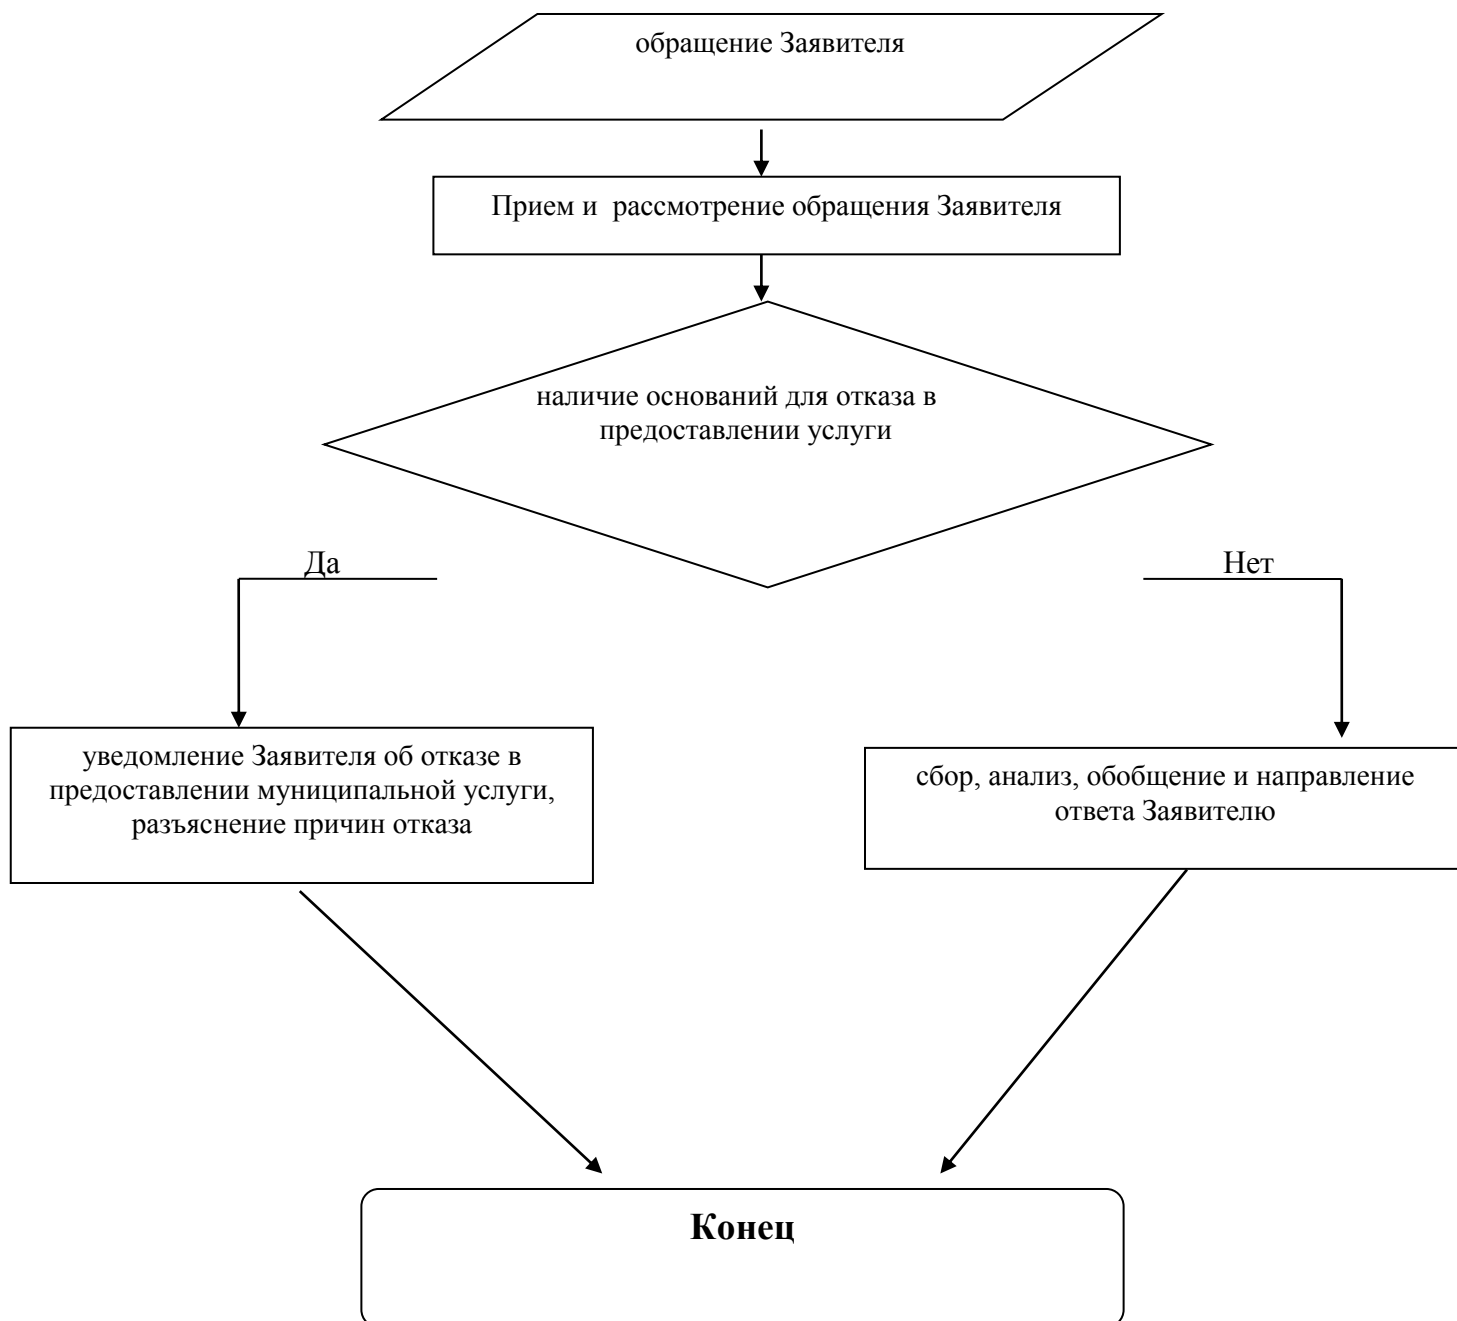 обращение Заявителя
Прием и  рассмотрение обращения Заявителя
наличие оснований для отказа в
предоставлении услуги
Да
Нет
уведомление Заявителя об отказе в
предоставлении муниципальной услуги,
разъяснение причин отказа
сбор, анализ, обобщение и направление
ответа Заявителю
Конец